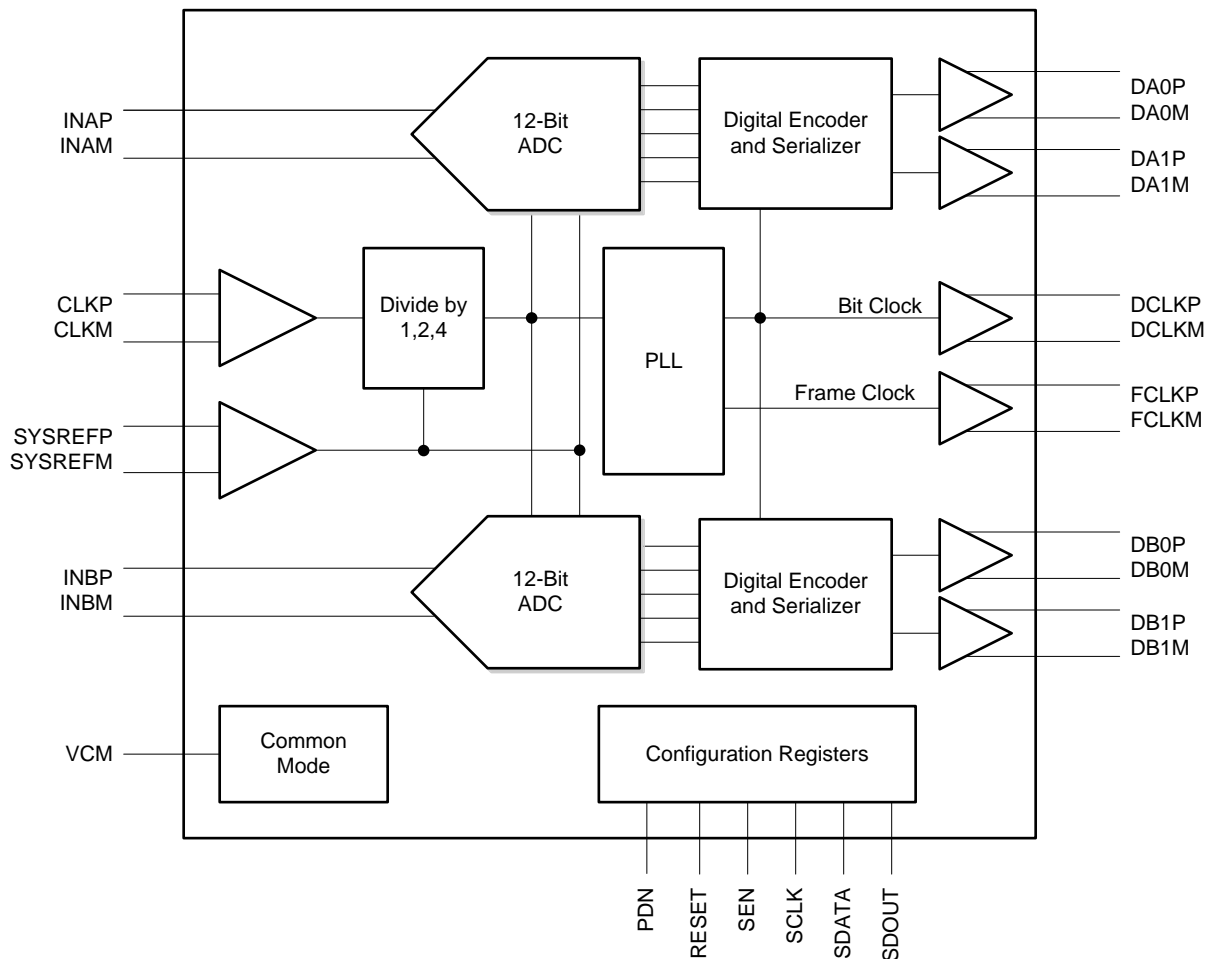 INAP
INAM
12-Bit
ADC
Digital Encoder
and Serializer
DA0P
DA0M
DA1P
DA1M
CLKP
CLKM
Divide by
1,2,4
PLL
Bit Clock
DCLKP
DCLKM
Frame Clock
FCLKP
FCLKM
SYSREFP
SYSREFM
INBP
INBM
12-Bit
ADC
Digital Encoder
and Serializer
DB0P
DB0M
DB1P
DB1M
VCM
Common
Mode
Configuration Registers
PDN
RESET
SEN
SCLK
SDATA
SDOUT